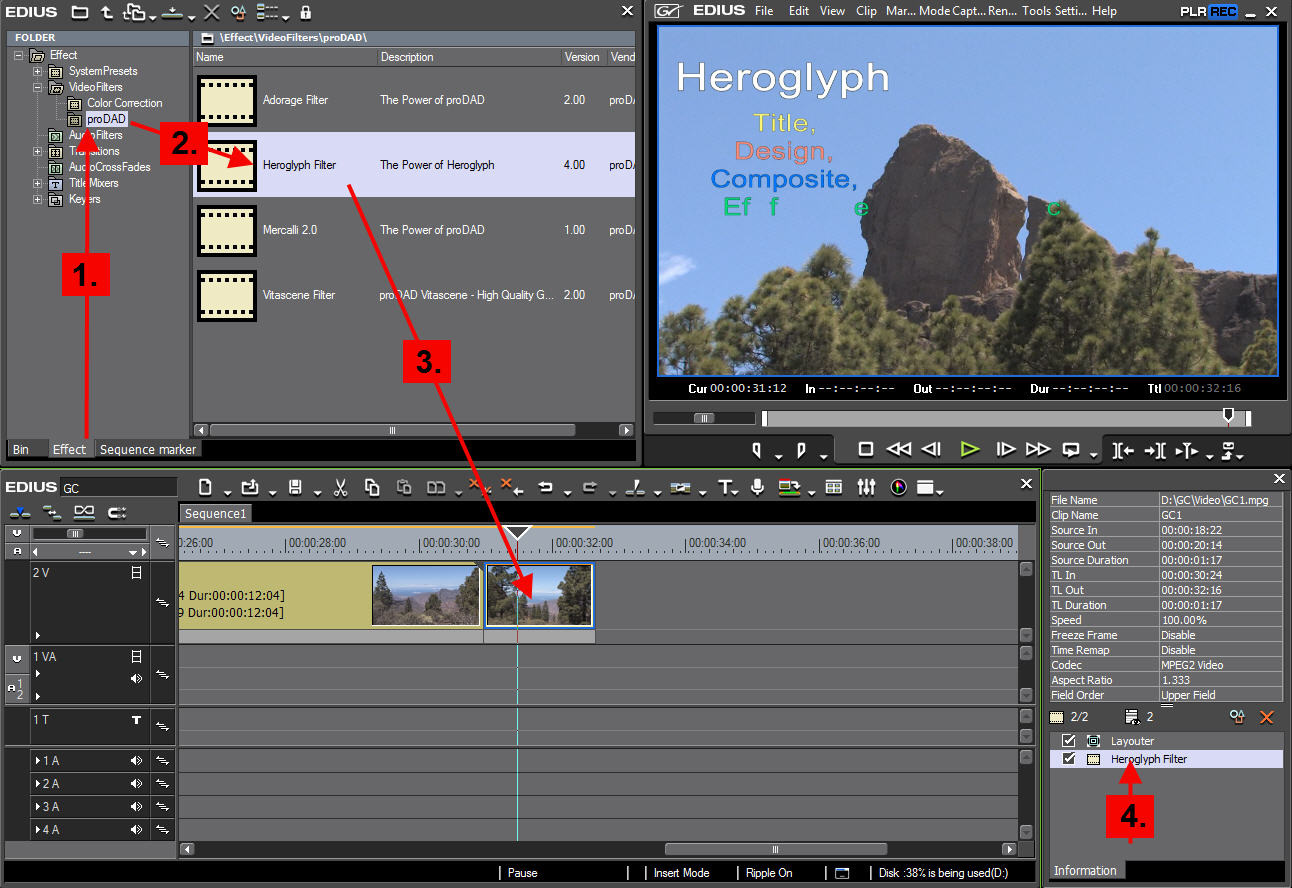 EDIUS
FOLDER
Effect
SystemPresets
VideoFilters
Color Correction
proDAD
AudioFilters
Transitions
AudioCrossFades
TitleMixers
Keyers
1.
2.
Bin Effect Sequence marker
\Effect\VideoFilters\proDAD\
Name Description Version Vend
Adorage Filter The Power of proDAD 2.00 proDA
Heroglyph Filter The Power of Heroglyph 4.00 proDA
Mercalli 2.0 The Power of proDAD 1.00 proDA
Vitascene Filter proDAD Vitascene - High Quality G... 2.00 proDA
3.
EDIUS File Edit View Clip Mar... Mode Capt... Ren... Tools Setti... Help PLR REC
Heroglyph
Title,
Design,
Composite,
Ef f e c
Cur 00:00:31:12 In --:--:--:-- Out --:--:--:-- Dur --:--:--:-- Ttl 00:00:32:16
EDIUS GC
Sequence1
0:26:00 00:00:28:00 00:00:30:00 00:00:32:00 00:00:34:00 00:00:36:00 00:00:38:00
2 V
4 Dur:00:00:12:04]
9 Dur:00:00:12:04]
1 VA
A 1
2
1 T T
1 A
2 A
3 A
4 A
Pause Insert Mode Ripple On Disk :38% is being used(D:)
File Name D:\GC\Video\GC1.mpg
Clip Name GC1
Source In 00:00:18:22
Source Out 00:00:20:14
Source Duration 00:00:01:17
TL In 00:00:30:24
TL Out 00:00:32:16
TL Duration 00:00:01:17
Speed 100.00%
Freeze Frame Disable
Time Remap Disable
Codec MPEG2 Video
Aspect Ratio 1.333
Field Order Upper Field
2/2 2
Layouter
Heroglyph Filter
4.
Information